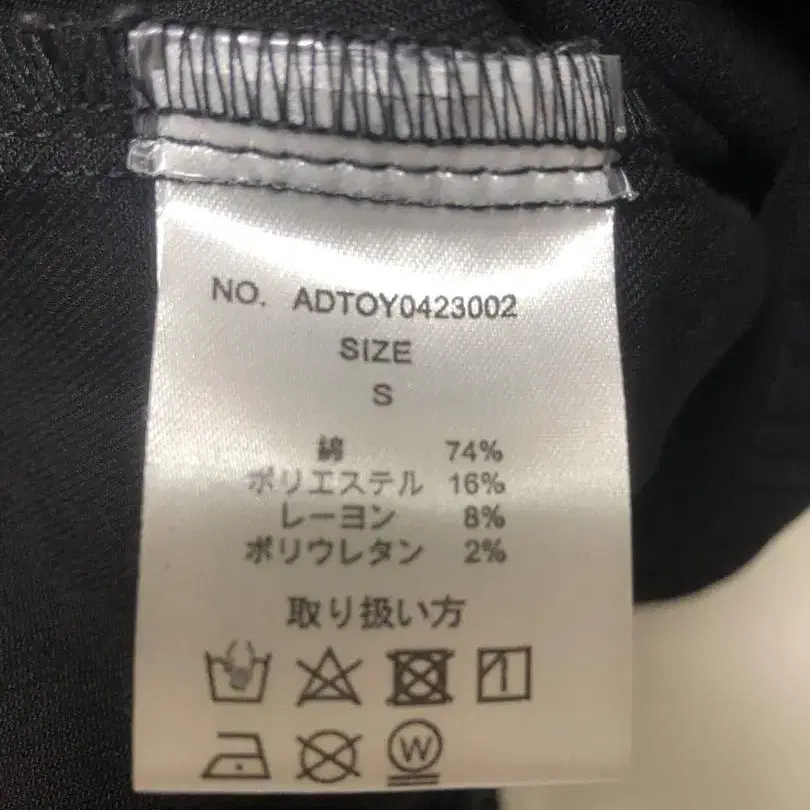 NO. ADTOY0423002
SIZE
S
綿 74%
ポリエステル 16%
レーヨン 8%
ポリウレタン 2%
取り扱い方
W